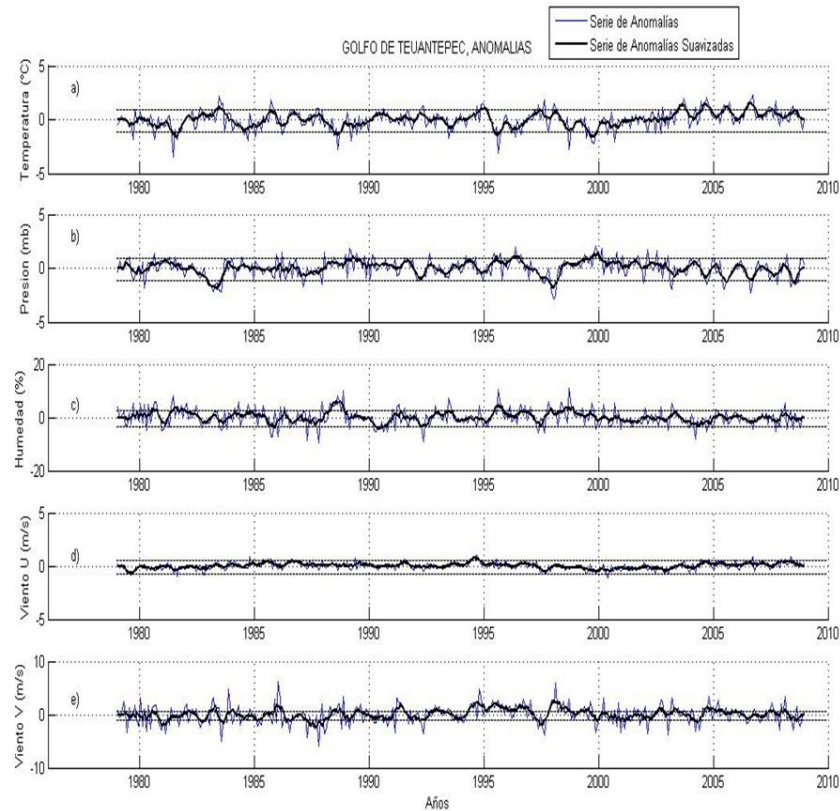 Serie de Anomalías
Serie de Anomalías Suavizadas
GOLFO DE TEUANTEPEC, ANOMALIAS
a)
Temperatura (°C)
5
0
-5
1980 1985 1990 1995 2000 2005 2010
b)
Presion (mb)
5
0
-5
1980 1985 1990 1995 2000 2005 2010
c)
Humedad (%)
20
0
-20
1980 1985 1990 1995 2000 2005 2010
d)
Viento U (m/s)
5
0
-5
1980 1985 1990 1995 2000 2005 2010
e)
Viento V (m/s)
10
0
-10
1980 1985 1990 1995 2000 2005 2010
Años